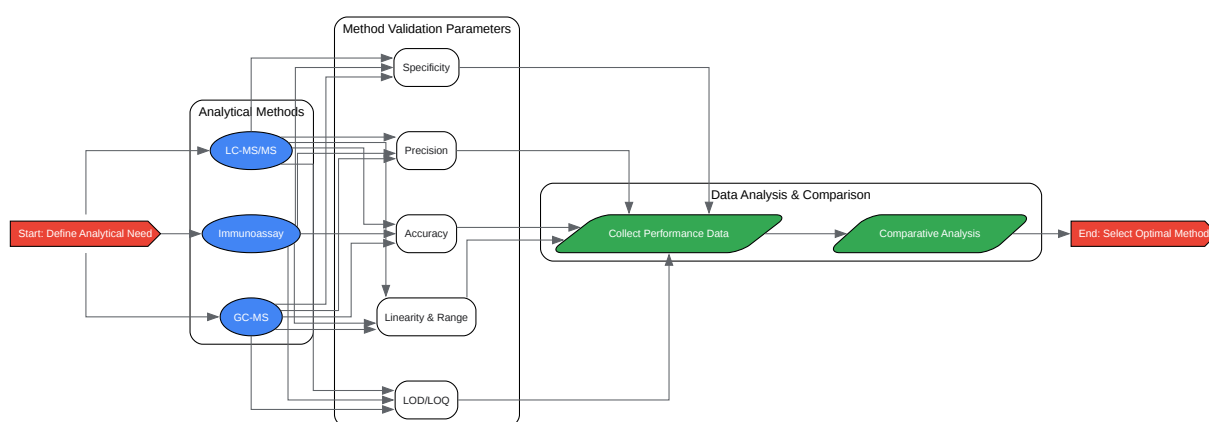 Method Validation Parameters
Specificity
Analytical Methods
LC-MS/MS
Precision
Data Analysis & Comparison
Start: Define Analytical Need
Immunoassay
Accuracy
Collect Performance Data
Comparative Analysis
End: Select Optimal Method
GC-MS
Linearity & Range
LOD/LOQ